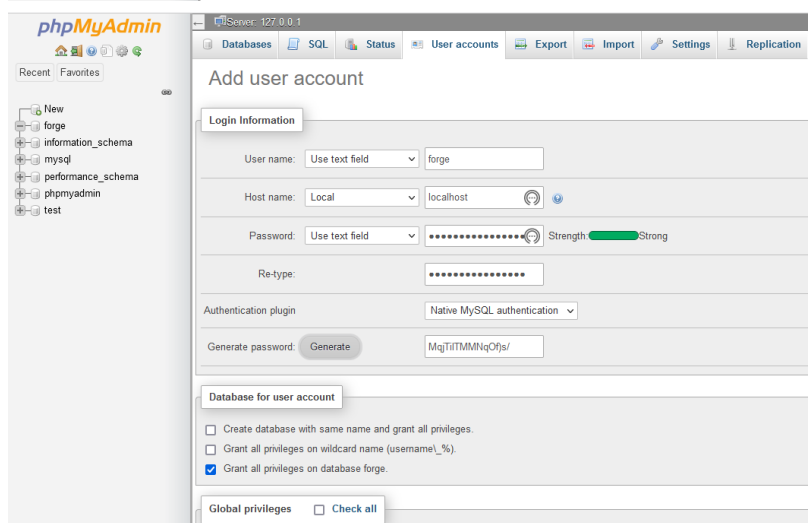 phpMyAdmin
Server: 127.0.0.1
Databases SQL Status User accounts Export Import Settings Replication
Recent Favorites
Add user account
New
forge
information_schema
mysql
performance_schema
phpmyadmin
test
Login Information
User name: Use text field forge
Host name: Local localhost
Password: Use text field •••••••••••••••• Strength: Strong
Re-type: ••••••••••••••••
Authentication plugin Native MySQL authentication
Generate password: Generate MqjTilTMMNqOf)s/
Database for user account
Create database with same name and grant all privileges.
Grant all privileges on wildcard name (username\_%).
Grant all privileges on database forge.
Global privileges Check all